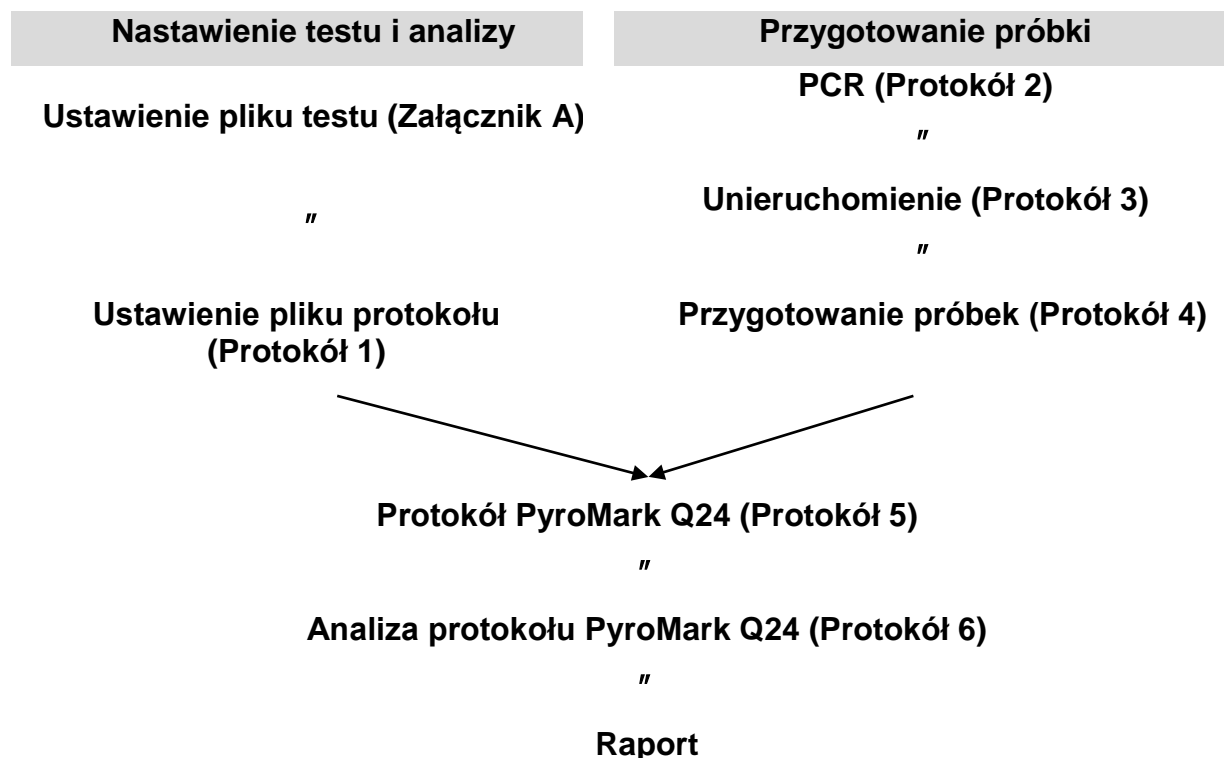 Nastawienie testu i analizy
Ustawienie pliku testu (Załącznik A)
"
Ustawienie pliku protokołu
(Protokół 1)
Przygotowanie próbki
PCR (Protokół 2)
"
Unieruchomienie (Protokół 3)
"
Przygotowanie próbek (Protokół 4)
Protokół PyroMark Q24 (Protokół 5)
"
Analiza protokołu PyroMark Q24 (Protokół 6)
"
Raport